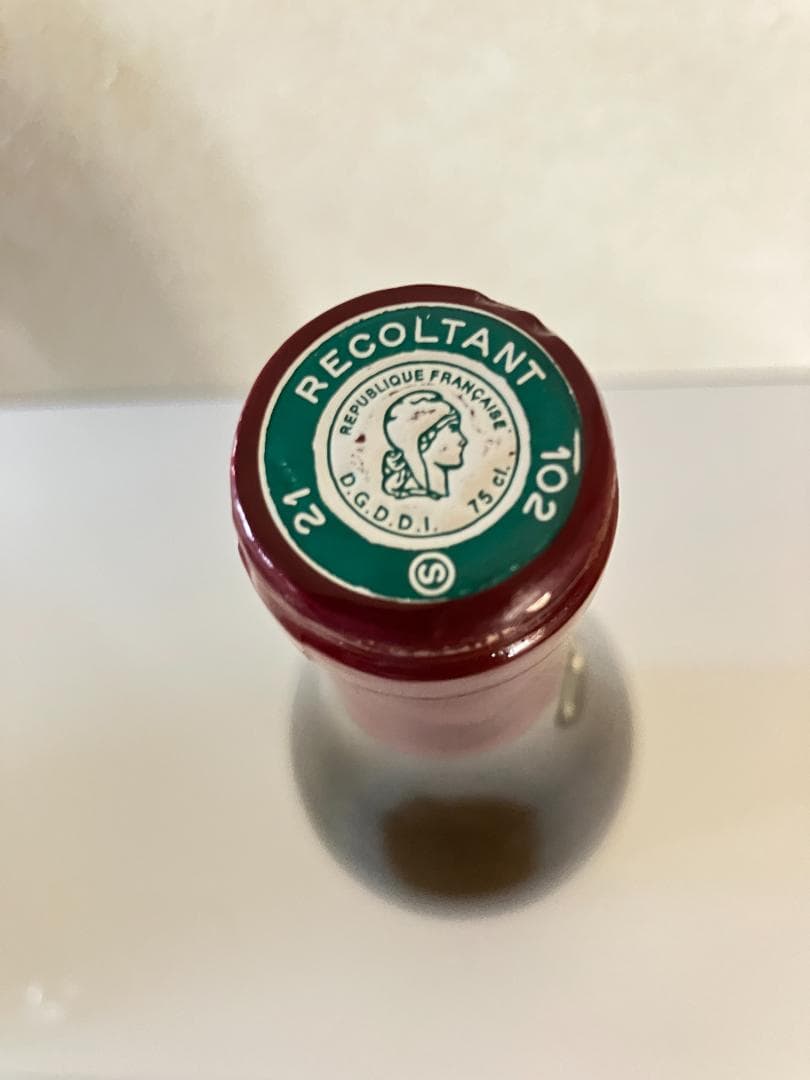 RECOLTANT
REPUBLIQUE FRANÇAISE
D.G.D.D.I. 75 cl.
21 102
S